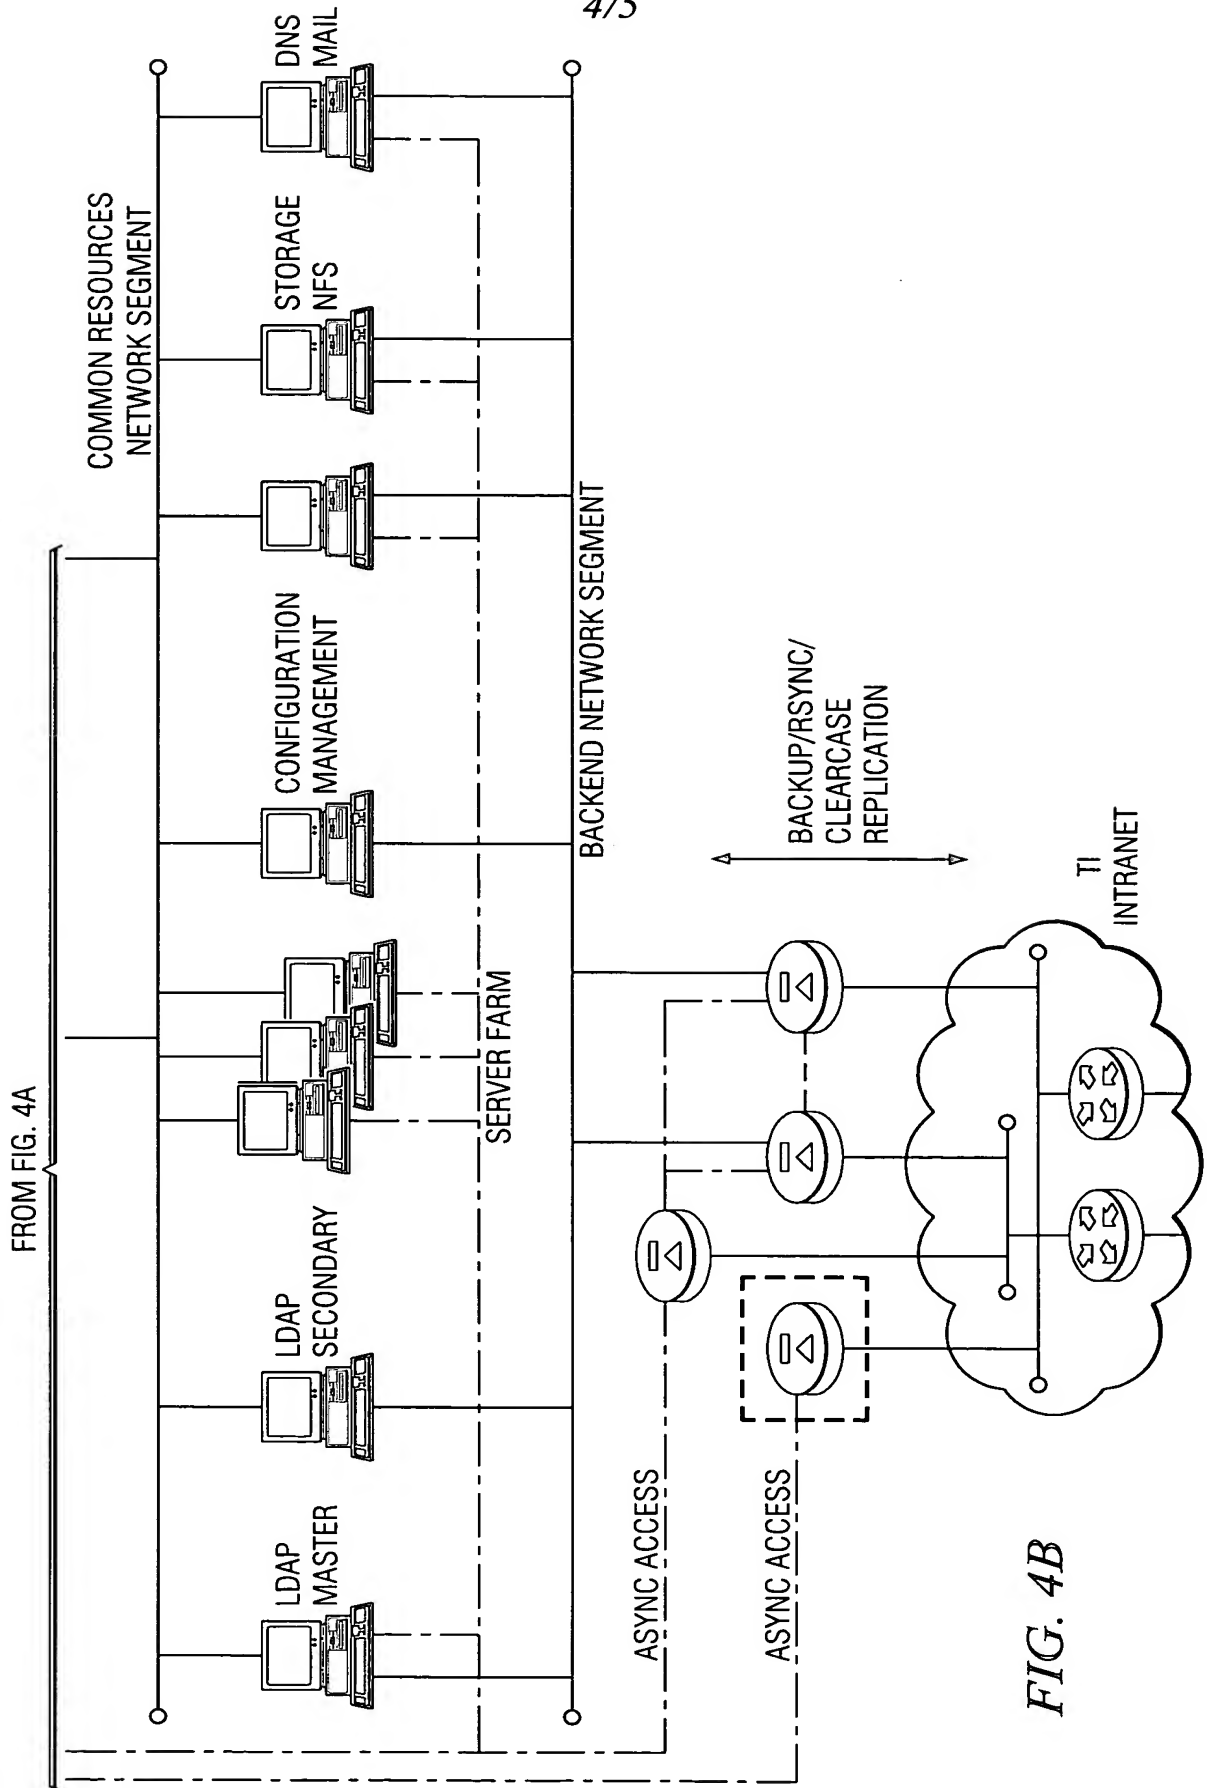 4/5
FROM FIG. 4A
COMMON RESOURCES
NETWORK SEGMENT
LDAP
MASTER
LDAP
SECONDARY
CONFIGURATION
MANAGEMENT
STORAGE
NFS
DNS
MAIL
SERVER FARM
BACKEND NETWORK SEGMENT
ASYNC ACCESS
ASYNC ACCESS
BACKUP/RSYNC/
CLEARCASE
REPLICATION
TI
INTRANET
FIG. 4B